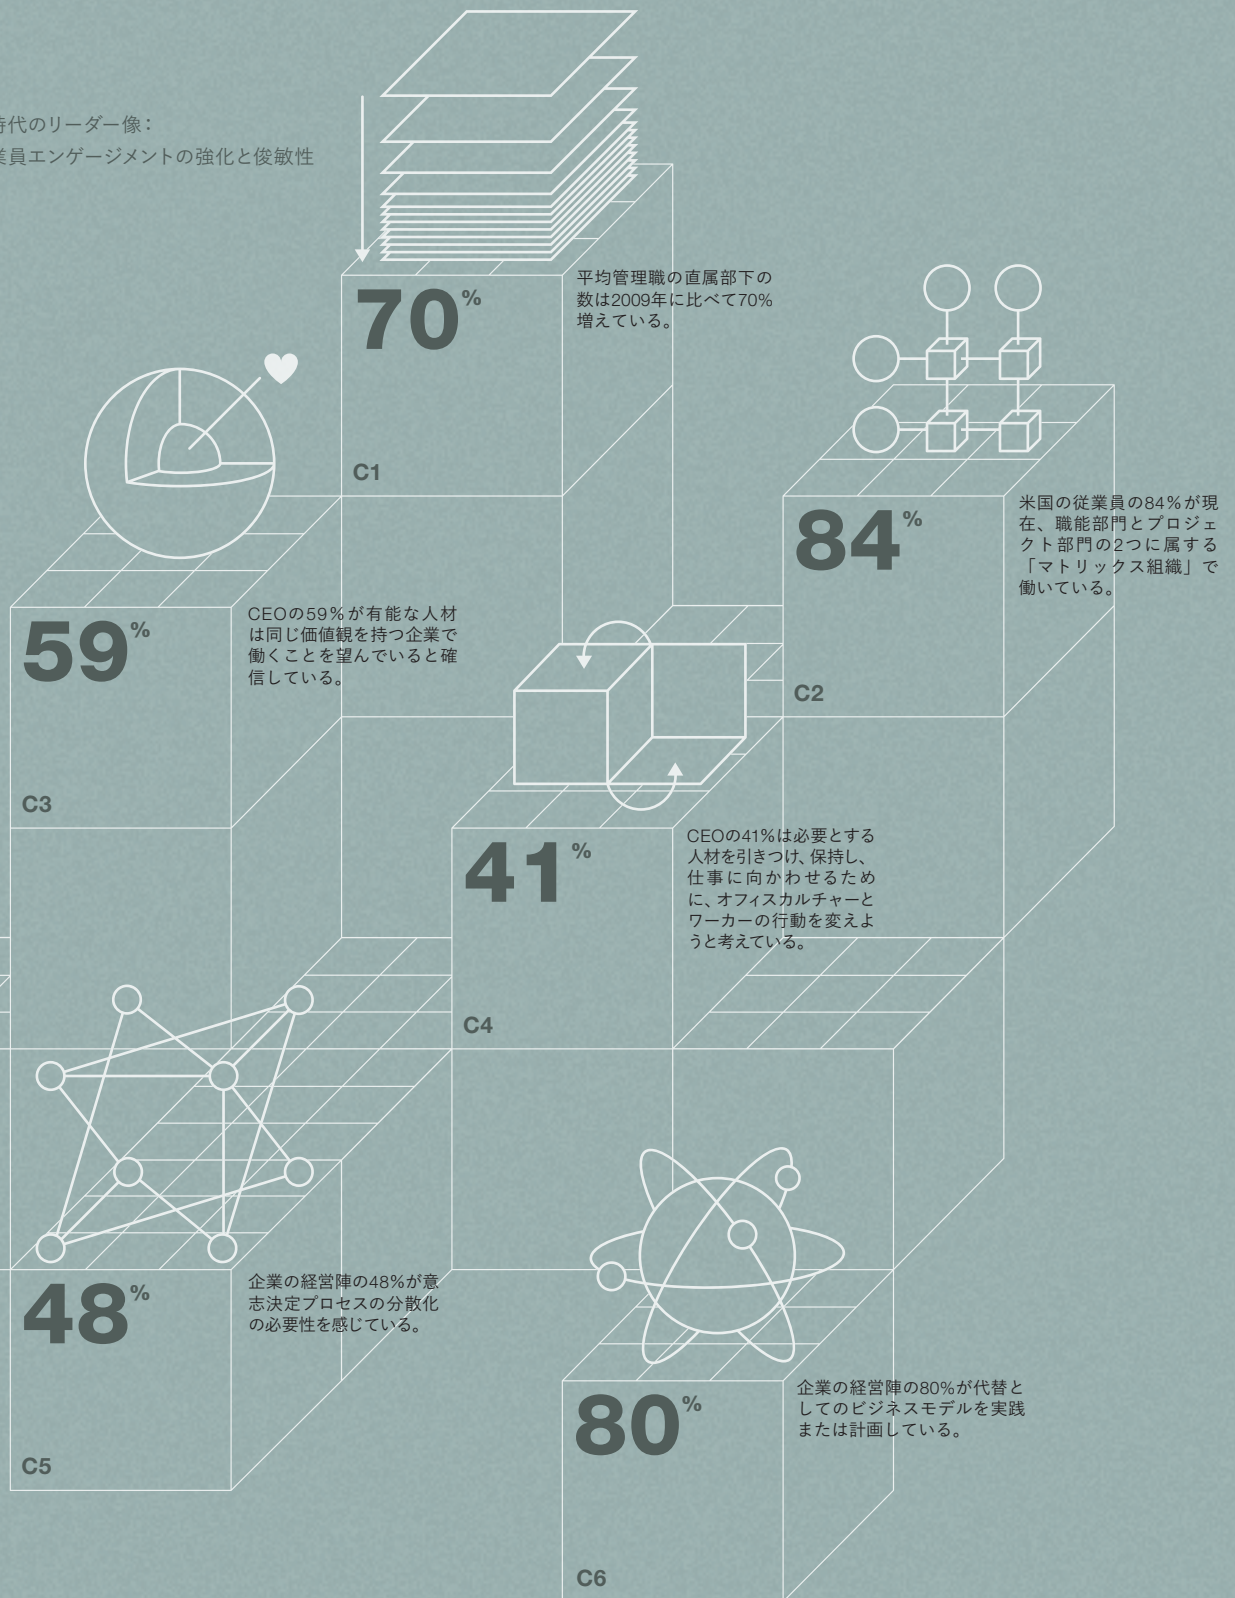 時代のリーダー像：
業員エンゲージメントの強化と俊敏性
70%
平均管理職の直属部下の
数は2009年に比べて70%
増えている。
C1
84%
米国の従業員の84%が現
在、職能部門とプロジェ
クト部門の2つに属する
「マトリックス組織」で
働いている。
C2
59%
CEOの59%が有能な人材
は同じ価値観を持つ企業で
働くことを望んでいると確
信している。
C3
41%
CEOの41%は必要とする
人材を引きつけ、保持し、
仕事に向かわせるため
に、オフィスカルチャーと
ワーカーの行動を変えよ
うと考えている。
C4
48%
企業の経営陣の48%が意
志決定プロセスの分散化
の必要性を感じている。
C5
80%
企業の経営陣の80%が代替と
してのビジネスモデルを実践
または計画している。
C6